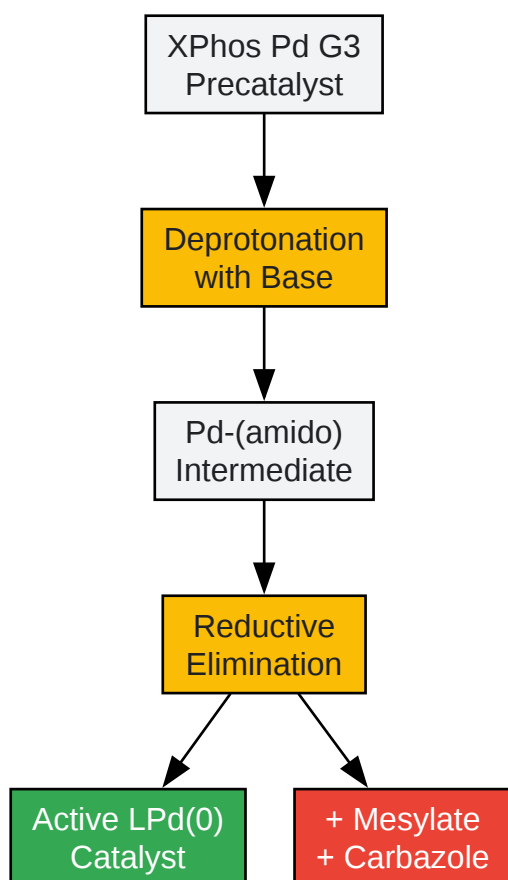 XPhos Pd G3
Precatalyst
Deprotonation
with Base
Pd-(amido)
Intermediate
Reductive
Elimination
Active LPd(0)
Catalyst
+ Mesylate
+ Carbazole